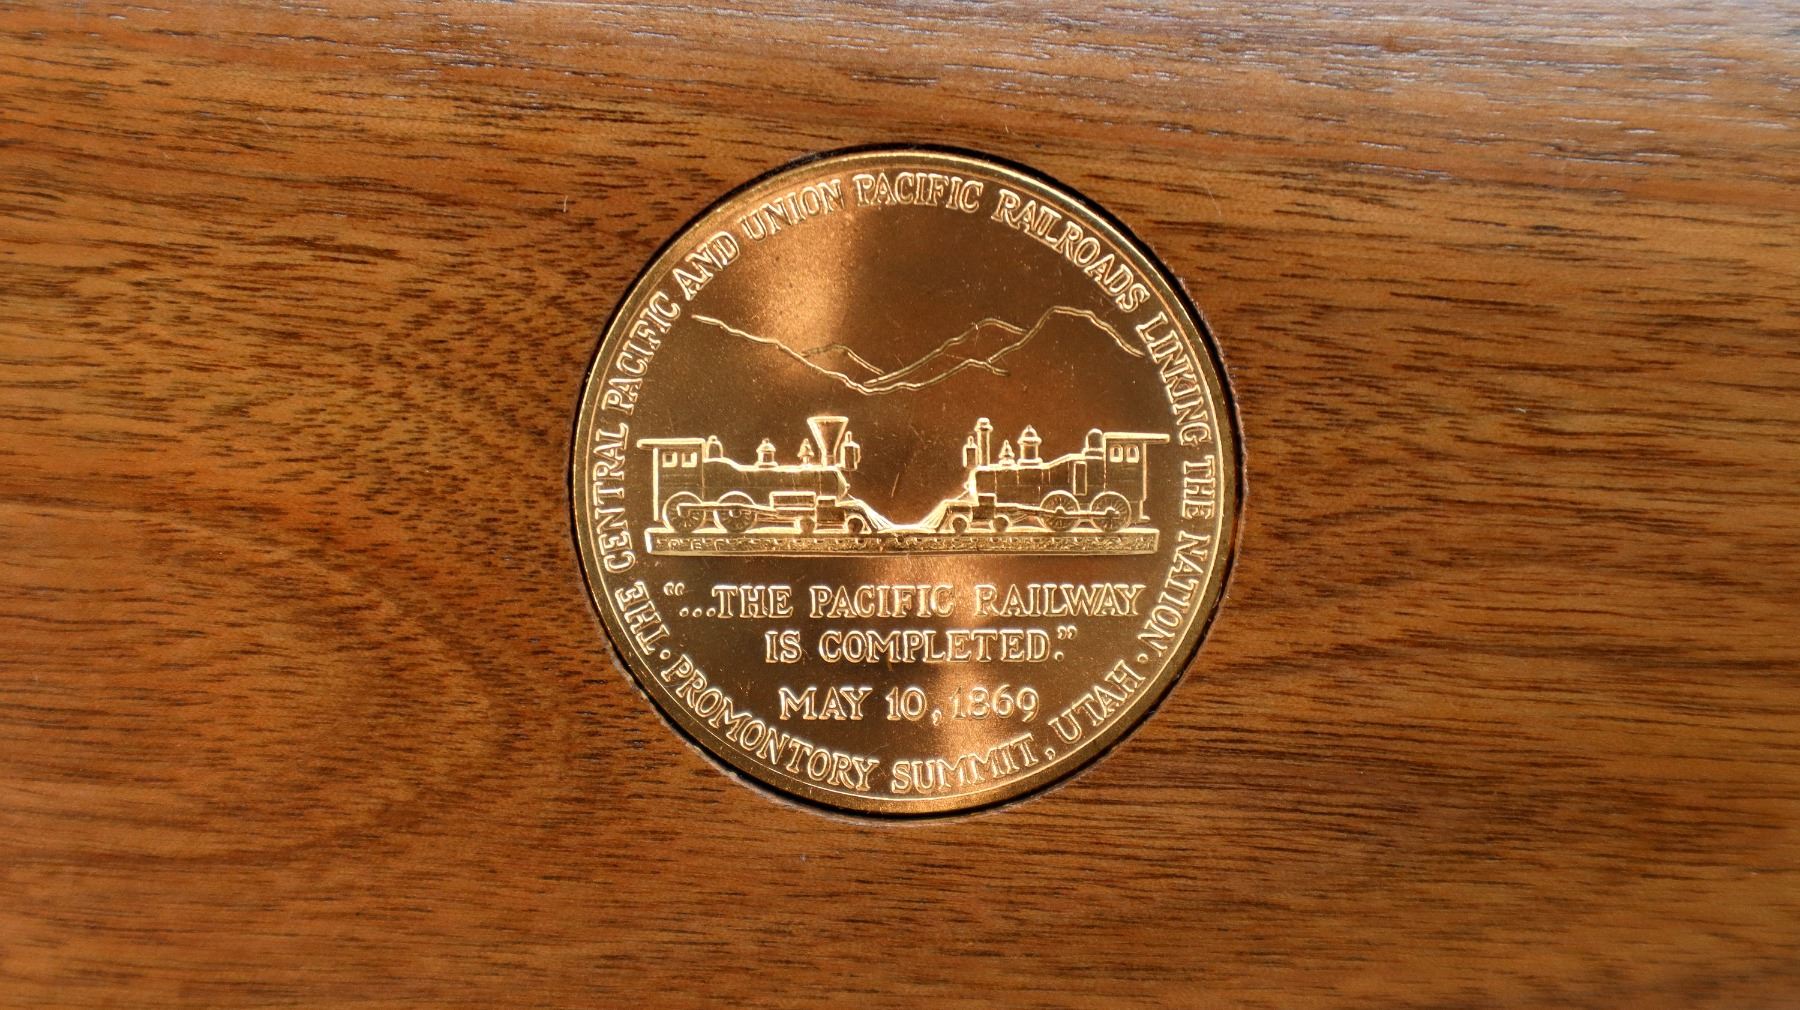 THE CENTRAL PACIFIC AND UNION PACIFIC RAILROADS LINKING THE NATION
"...THE PACIFIC RAILWAY
IS COMPLETED."
MAY 10, 1869
· PROMONTORY SUMMIT, UTAH ·